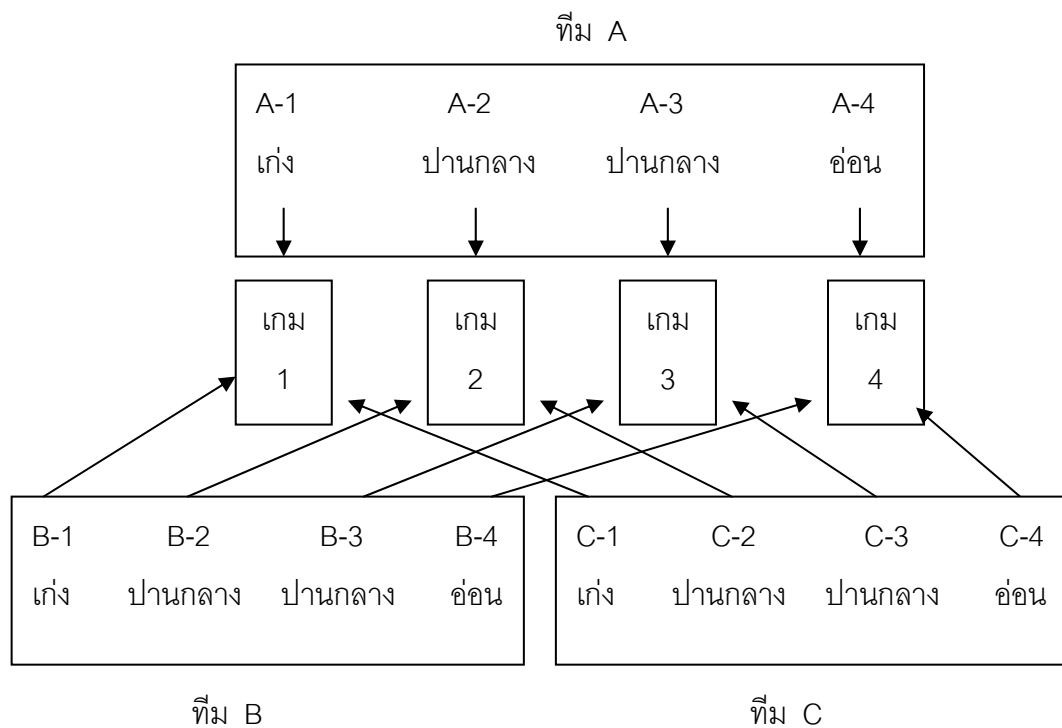 ทีม A
A-1 A-2 A-3 A-4
เก่ง ปานกลาง ปานกลาง อ่อน
เกม เกม เกม เกม
1 2 3 4
B-1 B-2 B-3 B-4 C-1 C-2 C-3 C-4
เก่ง ปานกลาง ปานกลาง อ่อน เก่ง ปานกลาง ปานกลาง อ่อน
ทีม B ทีม C